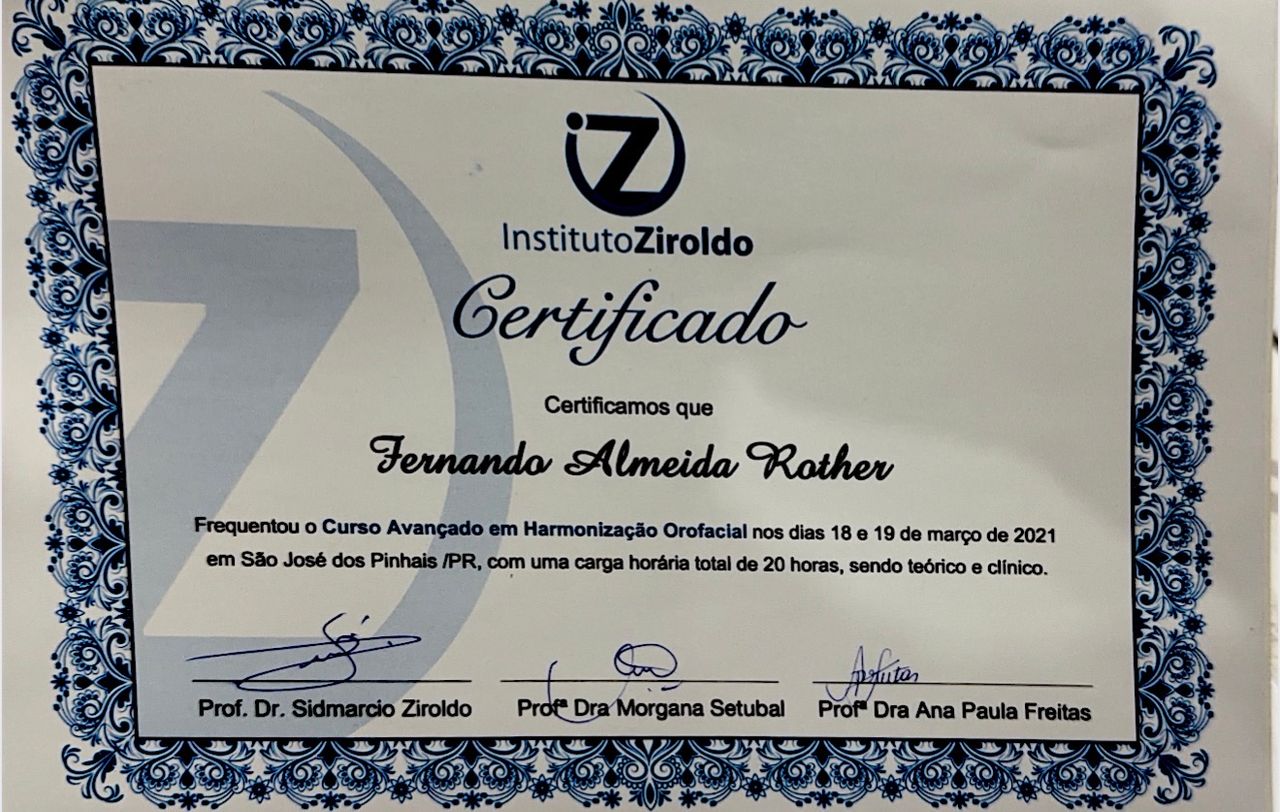 iZ
InstitutoZiroldo
Certificado
Certificamos que
Fernando Almeida Rother
Frequentou o Curso Avançado em Harmonização Orofacial nos dias 18 e 19 de março de 2021
em São José dos Pinhais /PR, com uma carga horária total de 20 horas, sendo teórico e clínico.
Prof. Dr. Sidmarcio Ziroldo
Profª Dra Morgana Setubal
Profª Dra Ana Paula Freitas